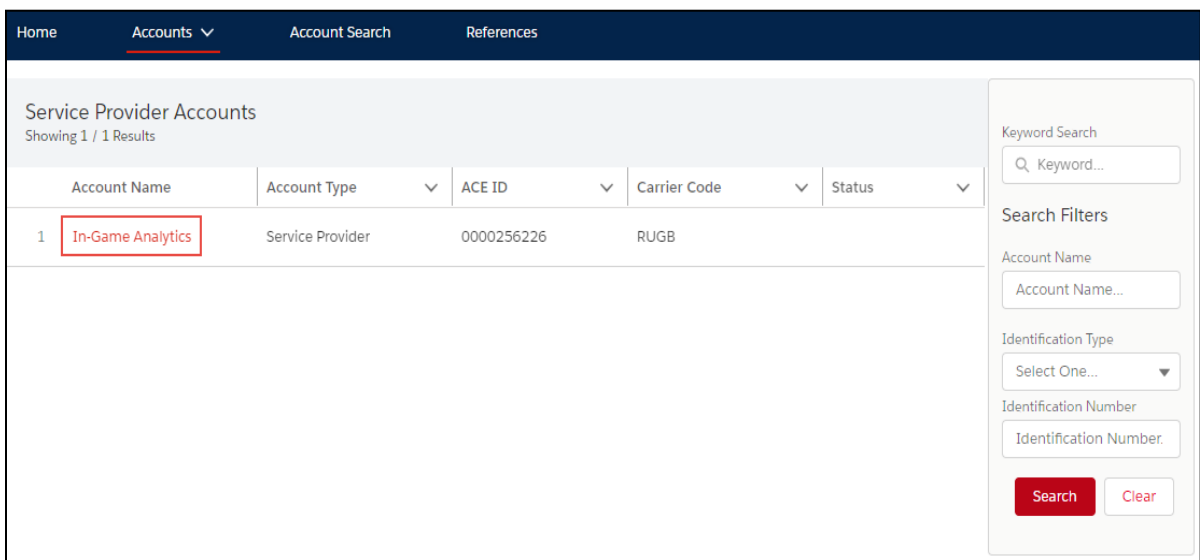 Home Accounts Account Search References
Service Provider Accounts
Showing 1 / 1 Results
Account Name Account Type ACE ID Carrier Code Status
1 In-Game Analytics Service Provider 0000256226 RUGB
Keyword Search
Keyword...
Search Filters
Account Name
Account Name...
Identification Type
Select One...
Identification Number
Identification Number.
Search Clear